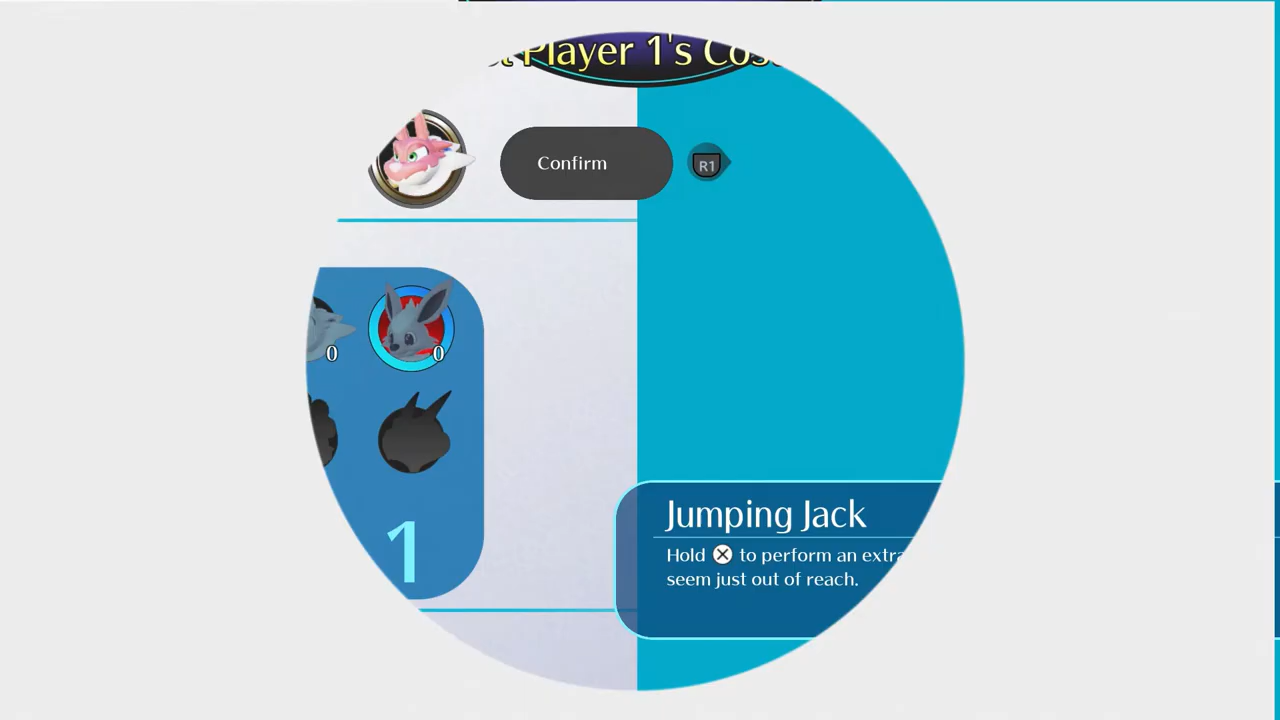 Player 1's
Confirm
R1
0
0
1
Jumping Jack
Hold ⓧ to perform an extra
seem just out of reach.